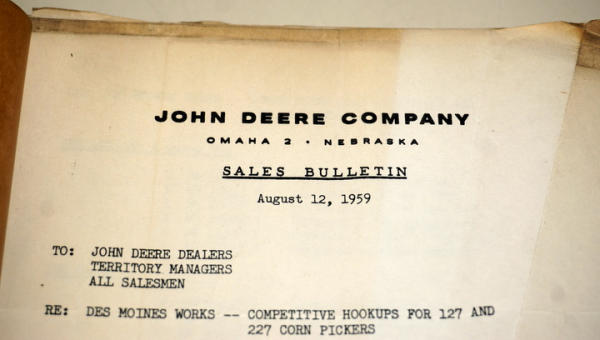 JOHN DEERE COMPANY
OMAHA 2 • NEBRASKA
SALES BULLETIN
August 12, 1959
TO: JOHN DEERE DEALERS
TERRITORY MANAGERS
ALL SALESMEN
RE: DES MOINES WORKS -- COMPETITIVE HOOKUPS FOR 127 AND
227 CORN PICKERS